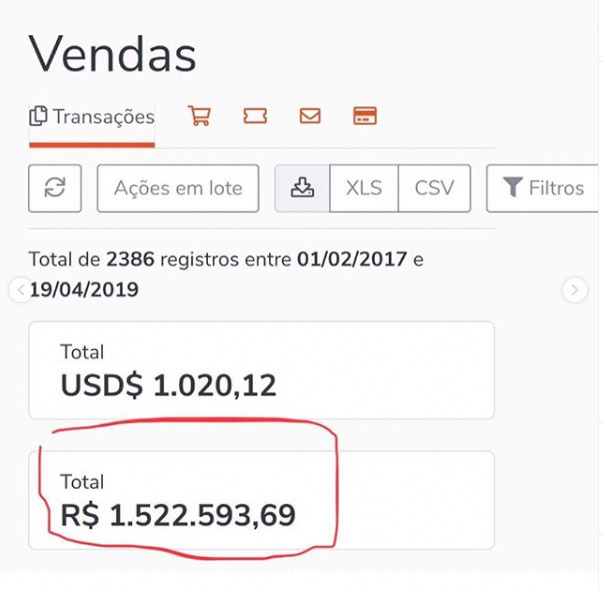 Vendas
Transações
Ações em lote XLS CSV Filtros
Total de 2386 registros entre 01/02/2017 e
19/04/2019
Total
USD$ 1.020,12
Total
R$ 1.522.593,69